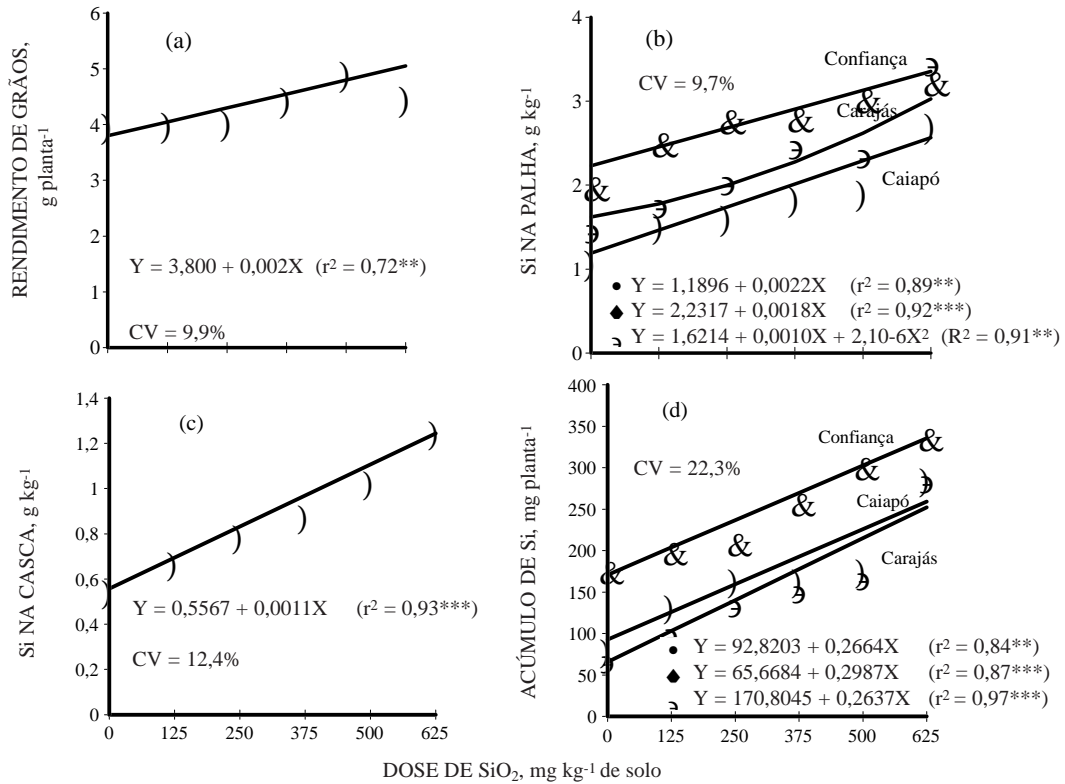 (a)
RENDIMENTO DE GRÃOS,
g planta-1
6
5
4
3
2
1
0
Y = 3,800 + 0,002X (r² = 0,72**)
CV = 9,9%
(b)
Si NA PALHA, g kg-1
4
3
2
1
0
CV = 9,7%
Confiança
Carajás
Caiapó
Y = 1,1896 + 0,0022X (r² = 0,89**)
Y = 2,2317 + 0,0018X (r² = 0,92***)
Y = 1,6214 + 0,0010X + 2,10-6X² (R² = 0,91**)
(c)
Si NA CASCA, g kg-1
1,4
1,2
1
0,8
0,6
0,4
0,2
0
Y = 0,5567 + 0,0011X (r² = 0,93***)
CV = 12,4%
0 125 250 375 500 625
(d)
ACÚMULO DE Si, mg planta-1
400
350
300
250
200
150
100
50
0
CV = 22,3%
Confiança
Caiapó
Carajás
Y = 92,8203 + 0,2664X (r² = 0,84**)
Y = 65,6684 + 0,2987X (r² = 0,87***)
Y = 170,8045 + 0,2637X (r² = 0,97***)
0 125 250 375 500 625
DOSE DE SiO₂, mg kg-1 de solo